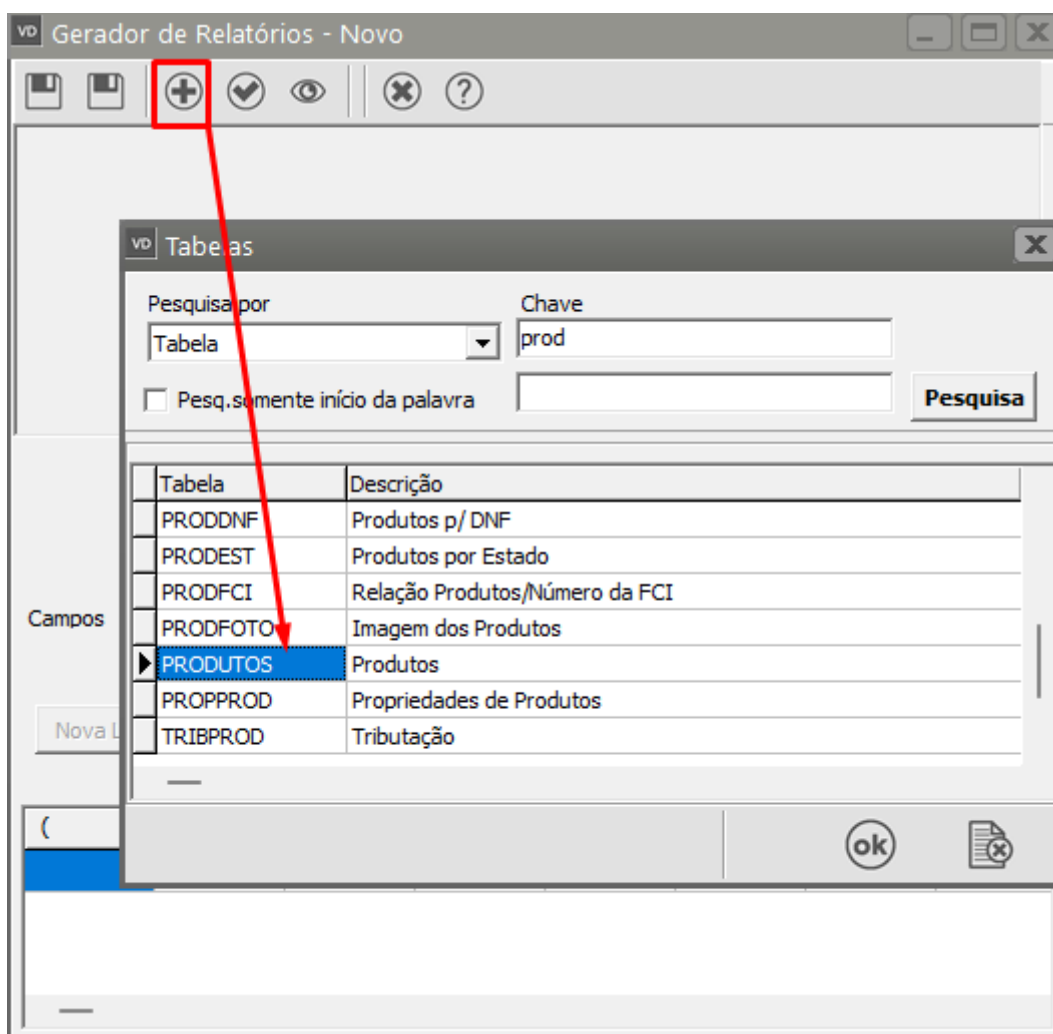 VD Gerador de Relatórios - Novo
VD Tabelas
Pesquisa por
Chave
Tabela
prod
Pesq.somente início da palavra
Pesquisa
Tabela Descrição
PRODDNF Produtos p/ DNF
PRODEST Produtos por Estado
PRODFCI Relação Produtos/Número da FCI
Campos
PRODFOTO Imagem dos Produtos
PRODUTOS Produtos
PROPPROD Propriedades de Produtos
Nova L
TRIBPROD Tributação
(
ok